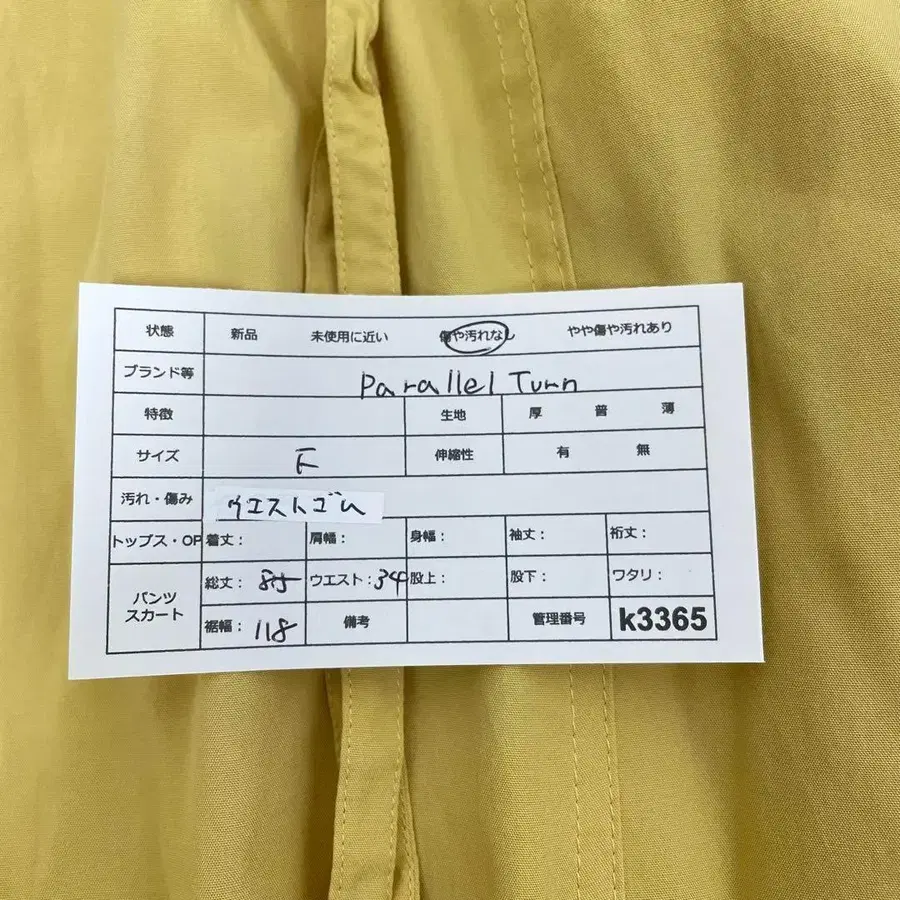 状態 新品 未使用に近い 傷や汚れなし やや傷や汚れあり
ブランド等 Parallel Turn
特徴 生地 厚 普 薄
サイズ F 伸縮性 有 無
汚れ・傷み ウエストゴム
トップス・OP 着丈： 肩幅： 身幅： 袖丈： 裄丈：
パンツ
スカート
総丈： ウエスト：34 股上： 股下： ワタリ：
裾幅：118 備考 管理番号 k3365